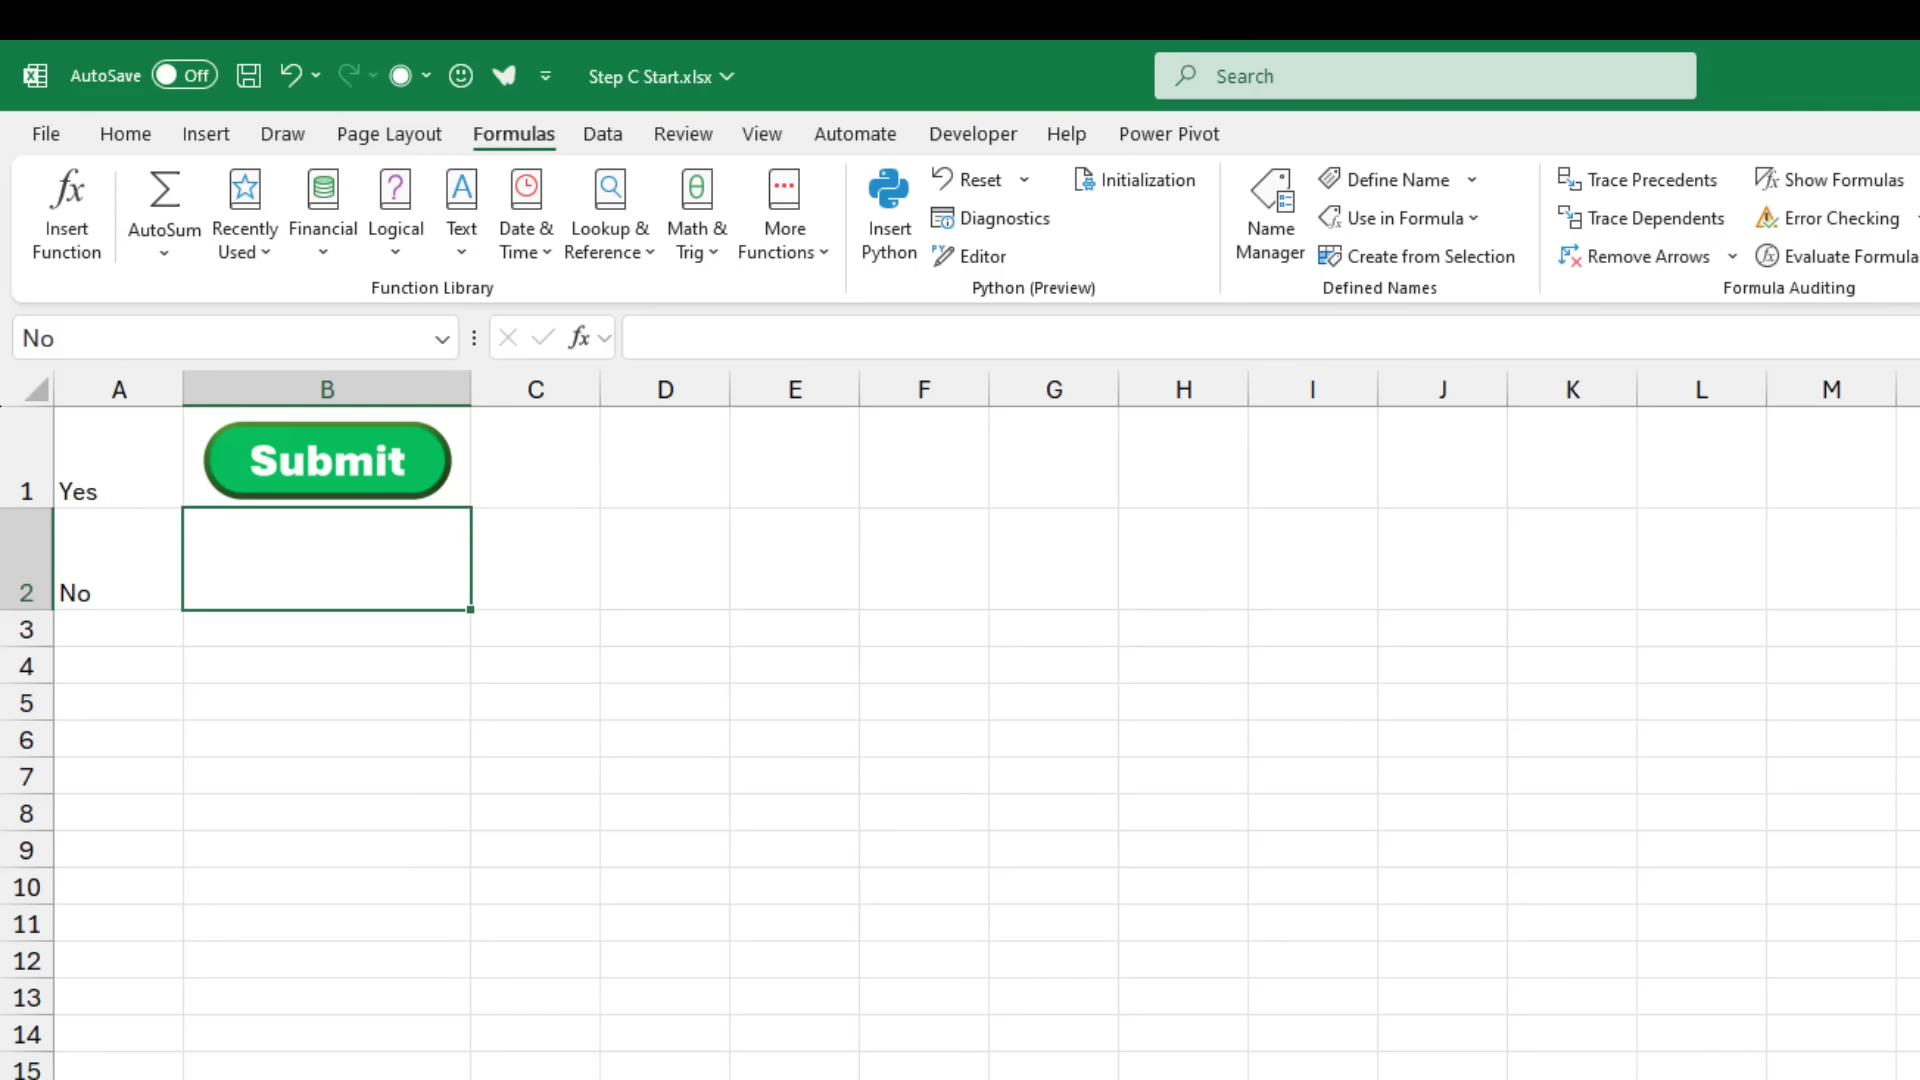 AutoSave Off Step C Start.xlsx Search
File Home Insert Draw Page Layout Formulas Data Review View Automate Developer Help Power Pivot
Insert Function
AutoSum
Recently Used
Financial
Logical
Text
Date & Time
Lookup & Reference
Math & Trig
More Functions
Function Library
Insert Python
Reset
Diagnostics
Editor
Initialization
Python (Preview)
Name Manager
Define Name
Use in Formula
Create from Selection
Defined Names
Trace Precedents
Trace Dependents
Remove Arrows
Show Formulas
Error Checking
Evaluate Formula
Formula Auditing
No fx
A B C D E F G H I J K L M
1 Yes Submit
2 No
3
4
5
6
7
8
9
10
11
12
13
14
15